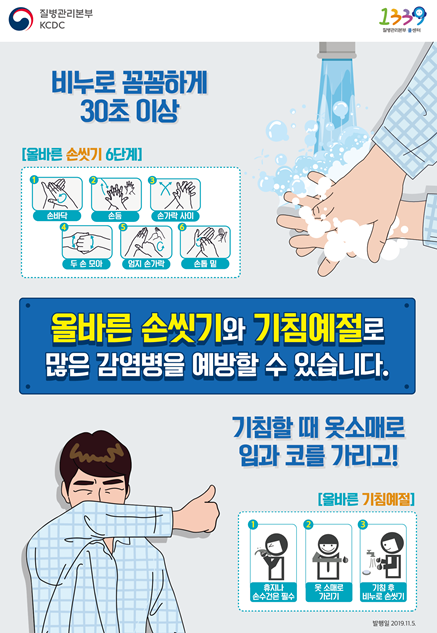 질병관리본부
KCDC
1339
질병관리본부 콜센터
비누로 꼼꼼하게
30초 이상
[올바른 손씻기 6단계]
1 2 3
손바닥 손등 손가락 사이
4 5 6
두 손 모아 엄지 손가락 손톱 밑
올바른 손씻기와 기침예절로
많은 감염병을 예방할 수 있습니다.
기침할 때 옷소매로
입과 코를 가리고!
[올바른 기침예절]
1 2 3
휴지나 옷 소매로 기침 후
손수건은 필수 가리기 비누로 손씻기
발행일 2019.11.5.